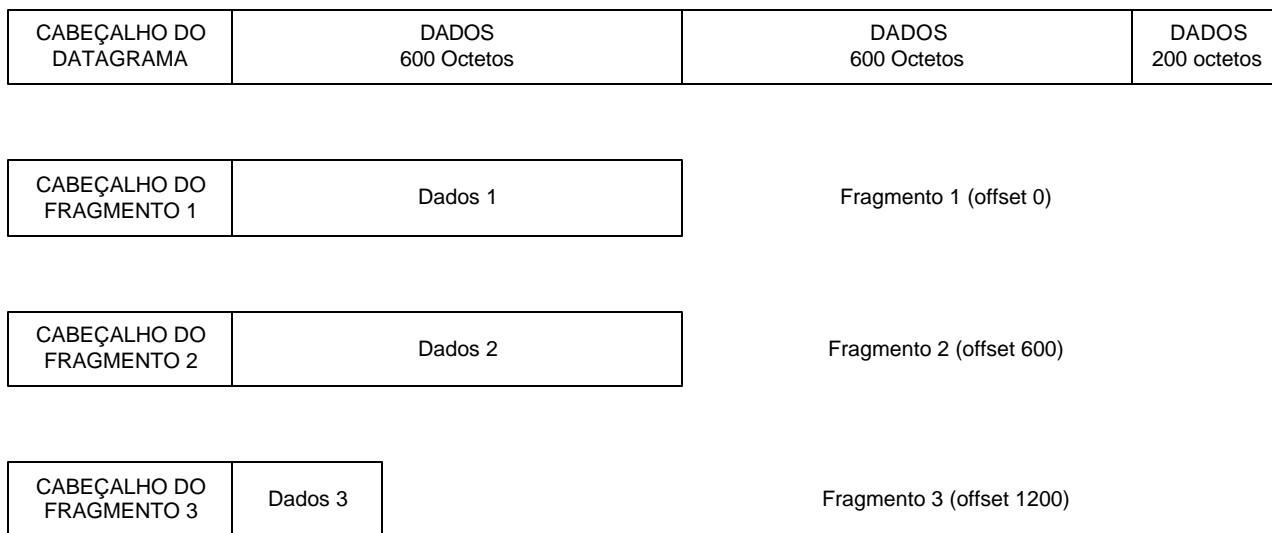 CABEÇALHO DO
DATAGRAMA
DADOS
600 Octetos
DADOS
600 Octetos
DADOS
200 octetos
CABEÇALHO DO
FRAGMENTO 1
Dados 1
Fragmento 1 (offset 0)
CABEÇALHO DO
FRAGMENTO 2
Dados 2
Fragmento 2 (offset 600)
CABEÇALHO DO
FRAGMENTO 3
Dados 3
Fragmento 3 (offset 1200)